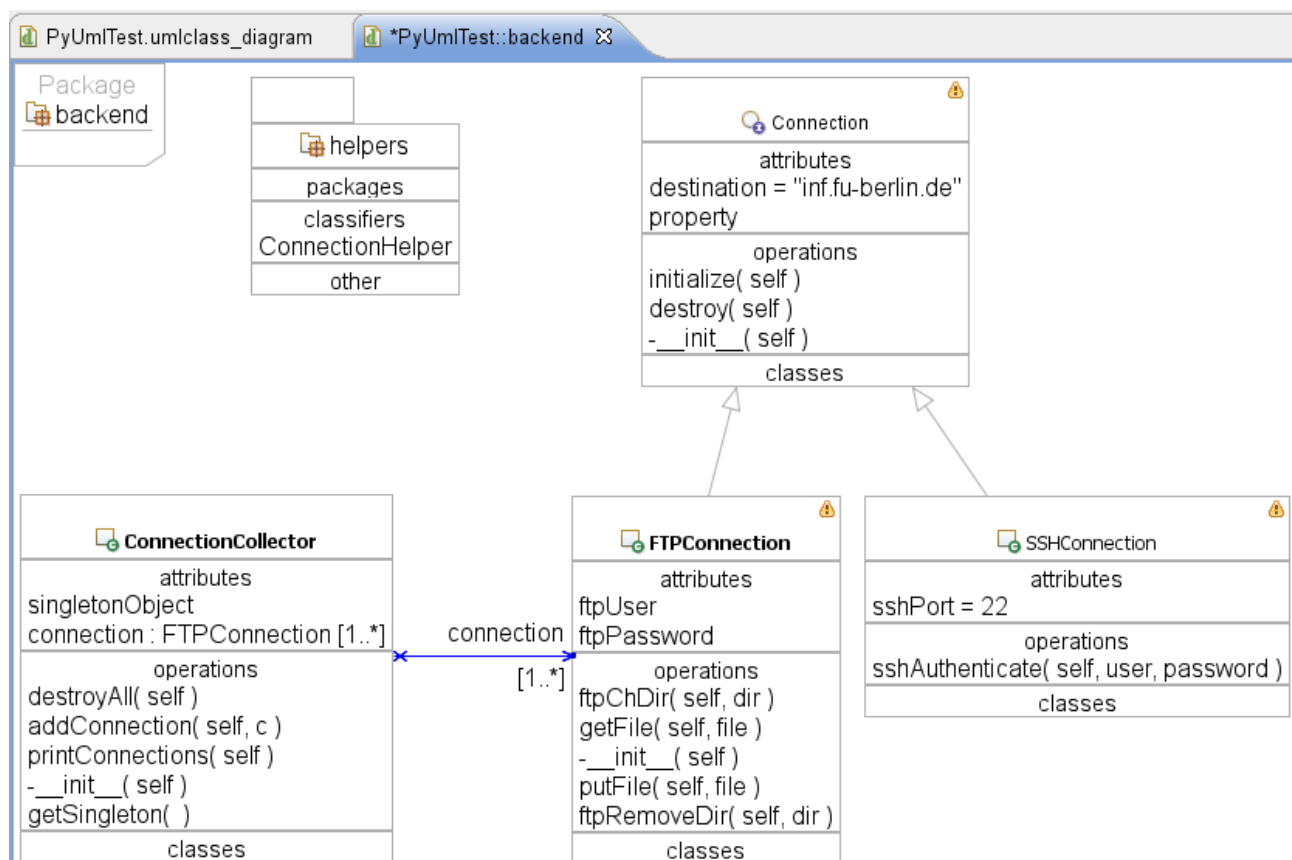 PyUmlTest.umlclass_diagram
*PyUmlTest::backend
Package
backend
helpers
packages
classifiers
ConnectionHelper
other
Connection
attributes
destination = "inf.fu-berlin.de"
property
operations
initialize( self )
destroy( self )
-__init__( self )
classes
ConnectionCollector
attributes
singletonObject
connection : FTPConnection [1..*]
operations
destroyAll( self )
addConnection( self, c )
printConnections( self )
-__init__( self )
getSingleton( )
classes
connection
[1..*]
FTPConnection
attributes
ftpUser
ftpPassword
operations
ftpChDir( self, dir )
getFile( self, file )
-__init__( self )
putFile( self, file )
ftpRemoveDir( self, dir )
classes
SSHConnection
attributes
sshPort = 22
operations
sshAuthenticate( self, user, password )
classes